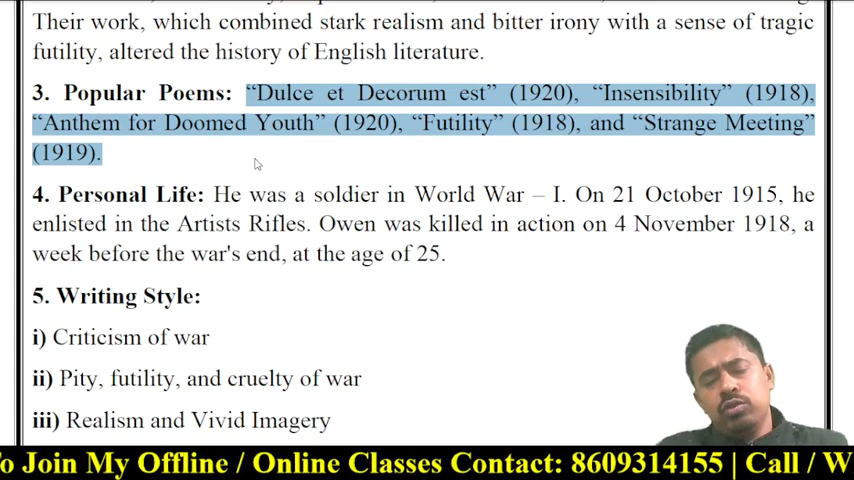 Their work, which combined stark realism and bitter irony with a sense of tragic
futility, altered the history of English literature.
3. Popular Poems: “Dulce et Decorum est” (1920), “Insensibility” (1918),
“Anthem for Doomed Youth” (1920), “Futility” (1918), and “Strange Meeting”
(1919).
4. Personal Life: He was a soldier in World War – I. On 21 October 1915, he
enlisted in the Artists Rifles. Owen was killed in action on 4 November 1918, a
week before the war's end, at the age of 25.
5. Writing Style:
i) Criticism of war
ii) Pity, futility, and cruelty of war
iii) Realism and Vivid Imagery
o Join My Offline / Online Classes Contact: 8609314155 | Call / W